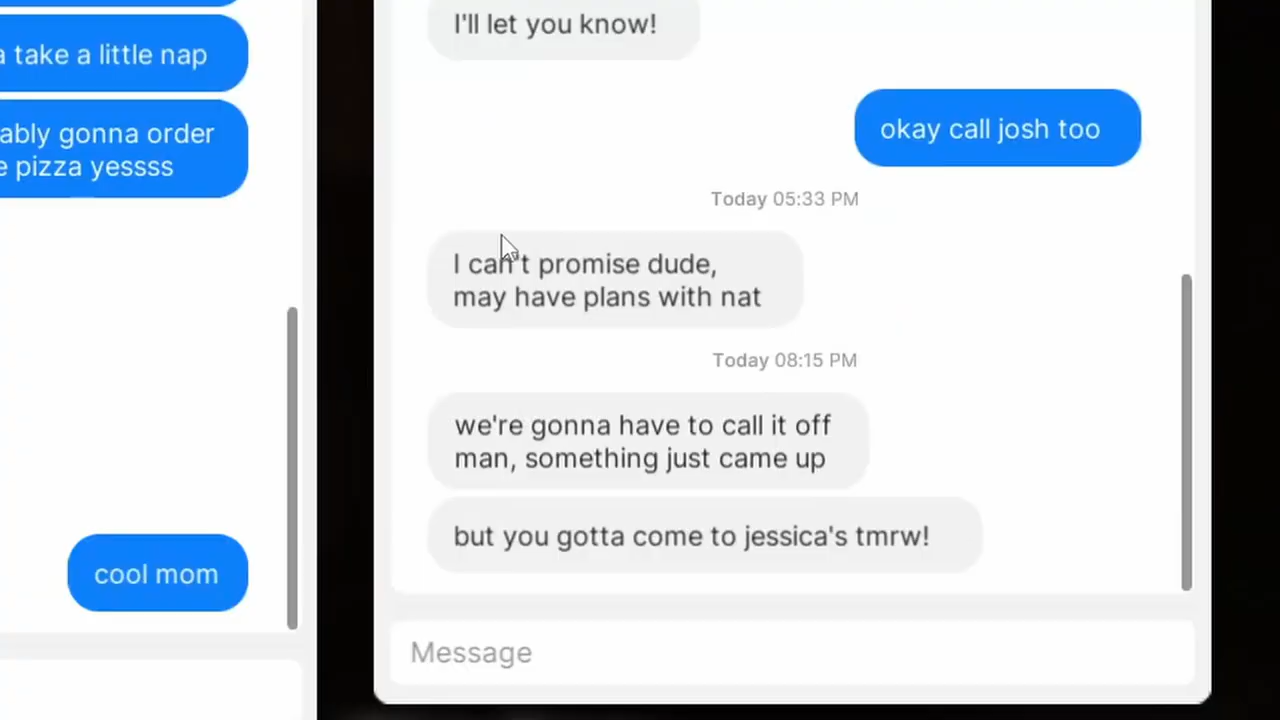 a take a little nap
ably gonna order
e pizza yessss
cool mom
I'll let you know!
okay call josh too
Today 05:33 PM
I can't promise dude,
may have plans with nat
Today 08:15 PM
we're gonna have to call it off
man, something just came up
but you gotta come to jessica's tmrw!
Message